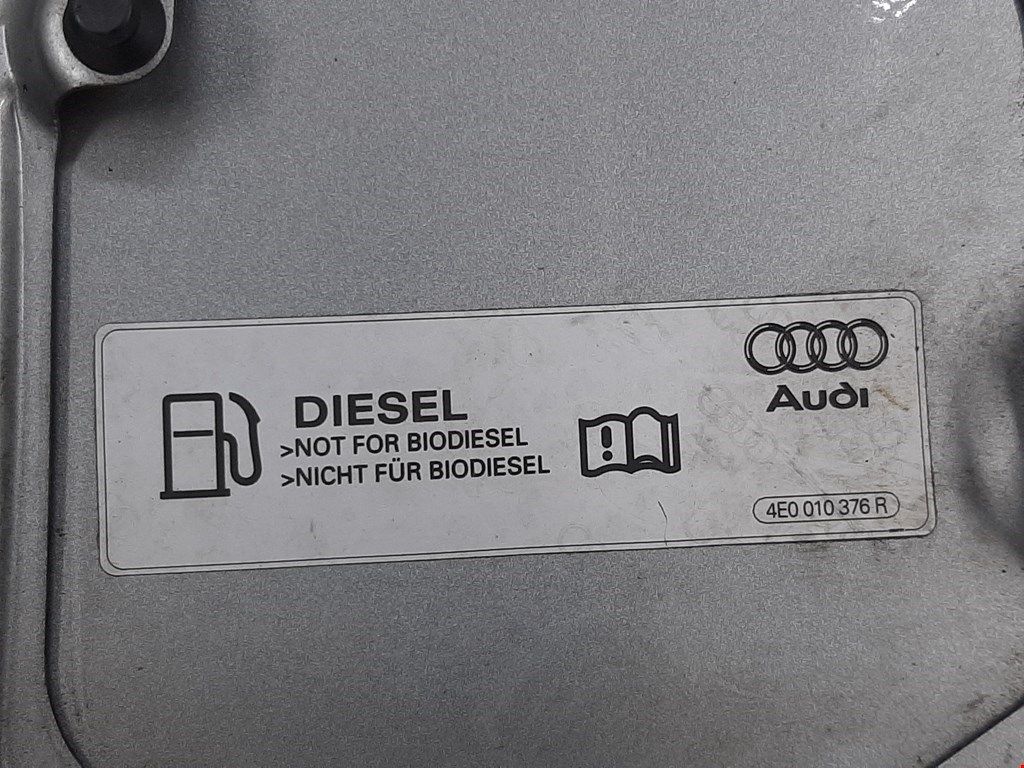 DIESEL
>NOT FOR BIODIESEL
>NICHT FÜR BIODIESEL
Audi
4E0 010 376 R